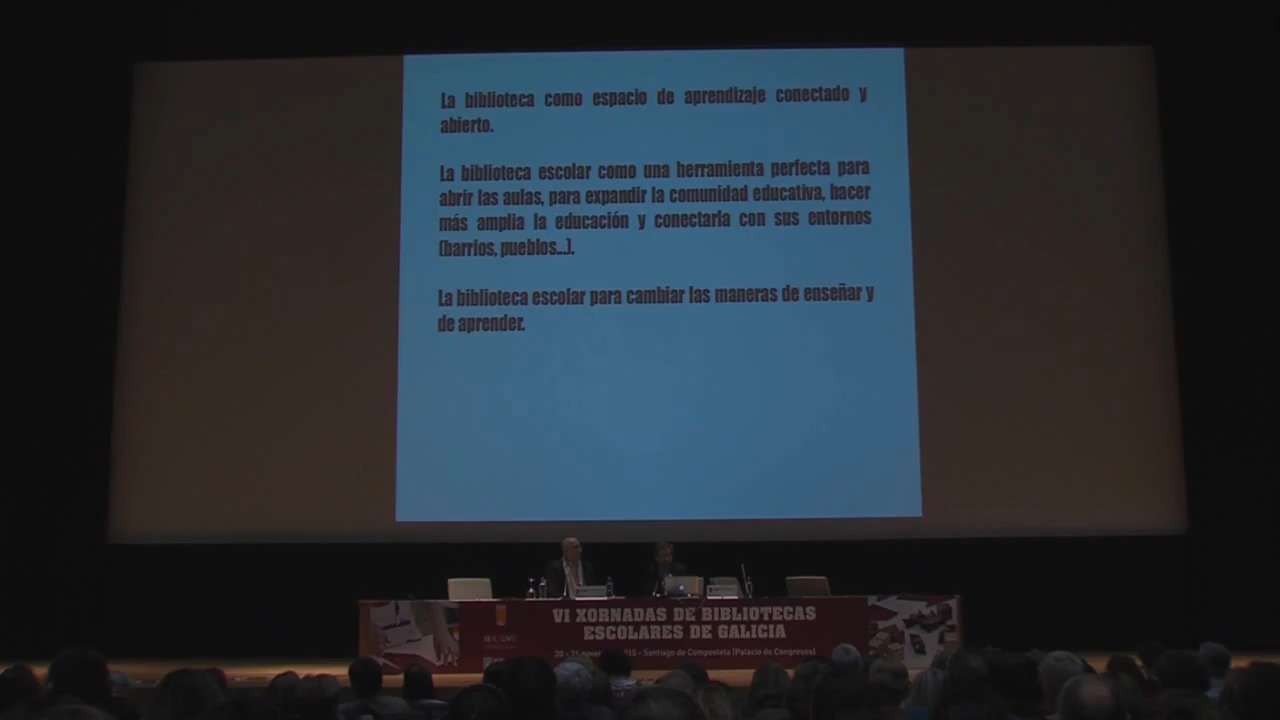 La biblioteca como espacio de aprendizaje conectado y
abierto.
La biblioteca escolar como una herramienta perfecta para
abrir las aulas, para expandir la comunidad educativa, hacer
más amplia la educación y conectarla con sus entornos
(barrios, pueblos...).
La biblioteca escolar para cambiar las maneras de enseñar y
de aprender.
VI XORNADAS DE BIBLIOTECAS
ESCOLARES DE GALICIA
Santiago de Compostela (Palacio de Congresos)